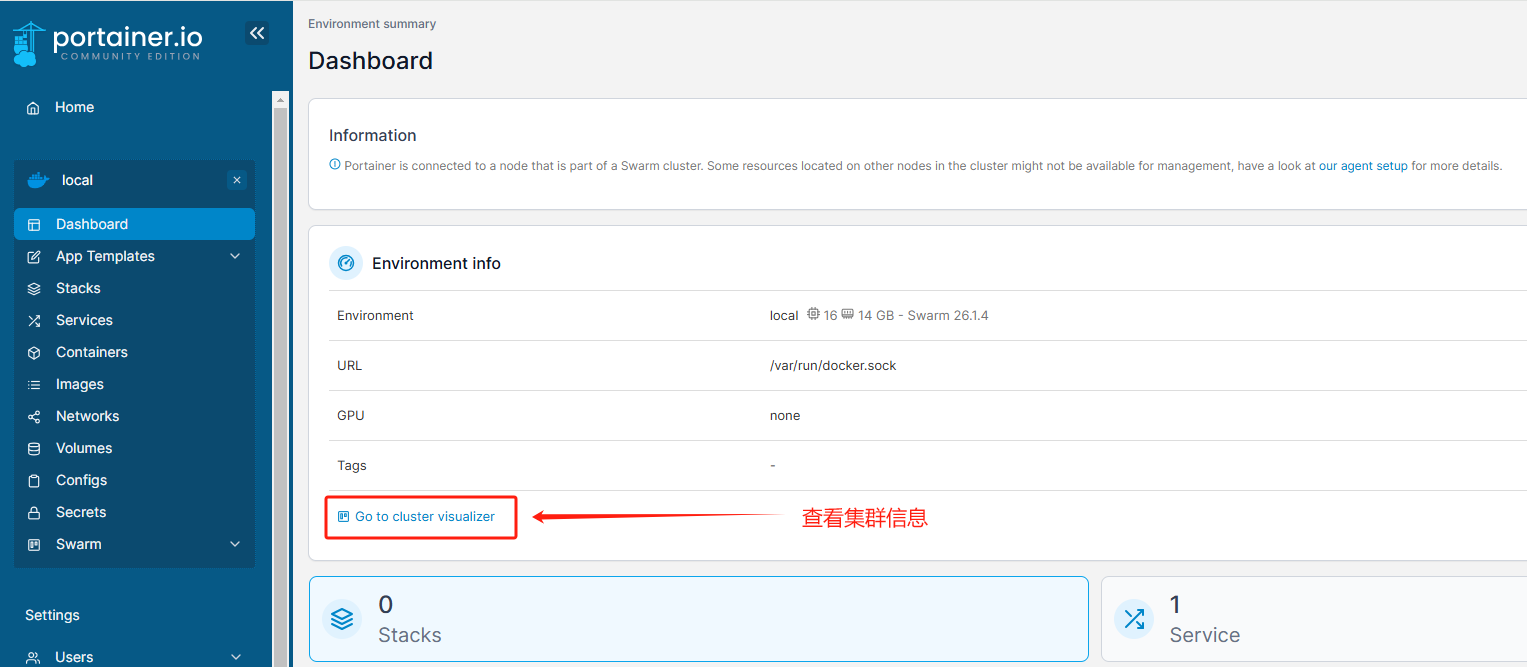 portainer.io
COMMUNITY EDITION
Home
local
Dashboard
App Templates
Stacks
Services
Containers
Images
Networks
Volumes
Configs
Secrets
Swarm
Settings
Users
Environment summary
Dashboard
Information
Portainer is connected to a node that is part of a Swarm cluster. Some resources located on other nodes in the cluster might not be available for management, have a look at our agent setup for more details.
Environment info
Environment local 16 14 GB - Swarm 26.1.4
URL /var/run/docker.sock
GPU none
Tags -
Go to cluster visualizer 查看集群信息
0
Stacks
1
Service